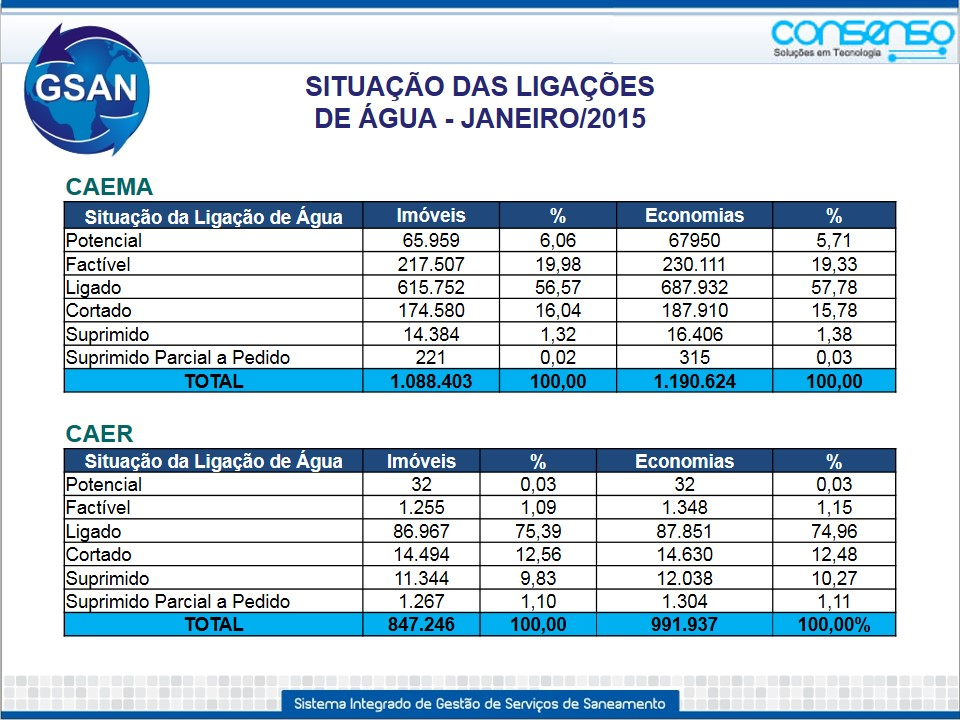 consenso
Soluções em Tecnologia
GSAN
SITUAÇÃO DAS LIGAÇÕES
DE ÁGUA - JANEIRO/2015
CAEMA
Situação da Ligação de Água Imóveis % Economias %
Potencial 65.959 6,06 67950 5,71
Factível 217.507 19,98 230.111 19,33
Ligado 615.752 56,57 687.932 57,78
Cortado 174.580 16,04 187.910 15,78
Suprimido 14.384 1,32 16.406 1,38
Suprimido Parcial a Pedido 221 0,02 315 0,03
TOTAL 1.088.403 100,00 1.190.624 100,00
CAER
Situação da Ligação de Água Imóveis % Economias %
Potencial 32 0,03 32 0,03
Factível 1.255 1,09 1.348 1,15
Ligado 86.967 75,39 87.851 74,96
Cortado 14.494 12,56 14.630 12,48
Suprimido 11.344 9,83 12.038 10,27
Suprimido Parcial a Pedido 1.267 1,10 1.304 1,11
TOTAL 847.246 100,00 991.937 100,00%
Sistema Integrado de Gestão de Serviços de Saneamento